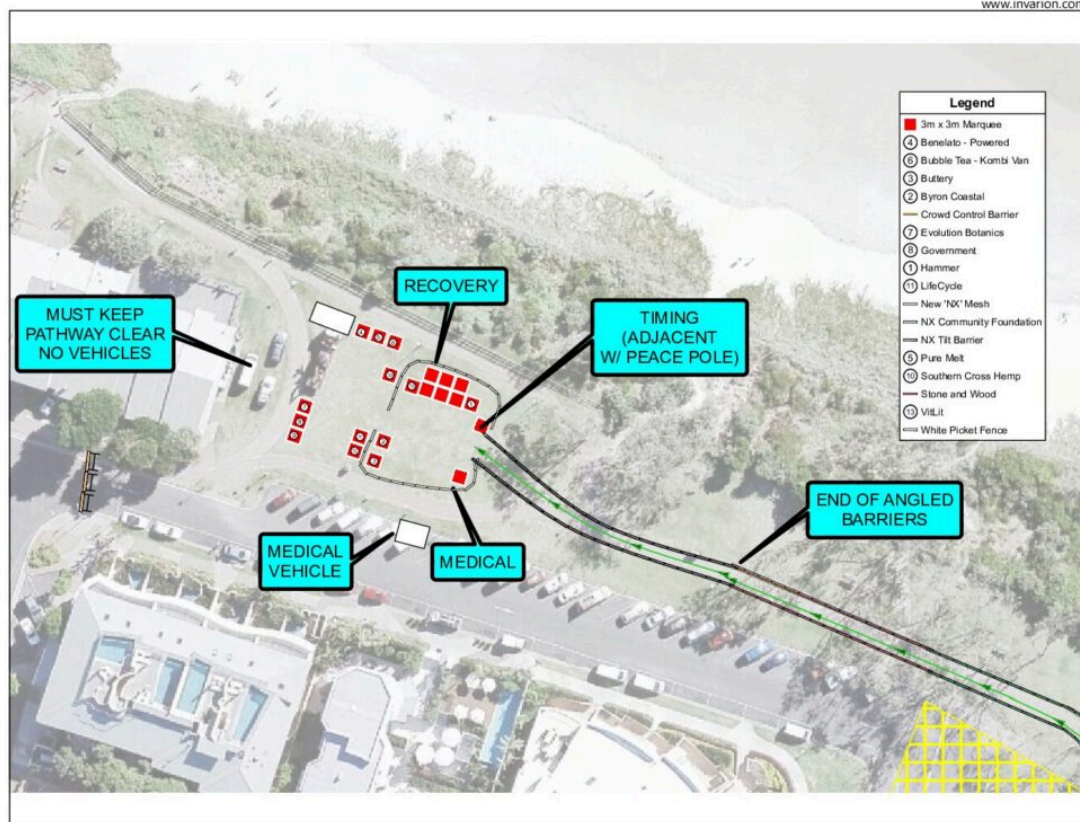 www.invarion.com
Legend
3m x 3m Marquee
4 Benelato - Powered
6 Bubble Tea - Kombi Van
3 Buttery
2 Byron Coastal
Crowd Control Barrier
7 Evolution Botanics
8 Government
1 Hammer
11 LifeCycle
New 'NX' Mesh
NX Community Foundation
NX Tilt Barrier
5 Pure Melt
10 Southern Cross Hemp
Stone and Wood
13 VitLit
White Picket Fence
RECOVERY
MUST KEEP
PATHWAY CLEAR
NO VEHICLES
TIMING
(ADJACENT
W/ PEACE POLE)
END OF ANGLED
BARRIERS
MEDICAL
VEHICLE
MEDICAL